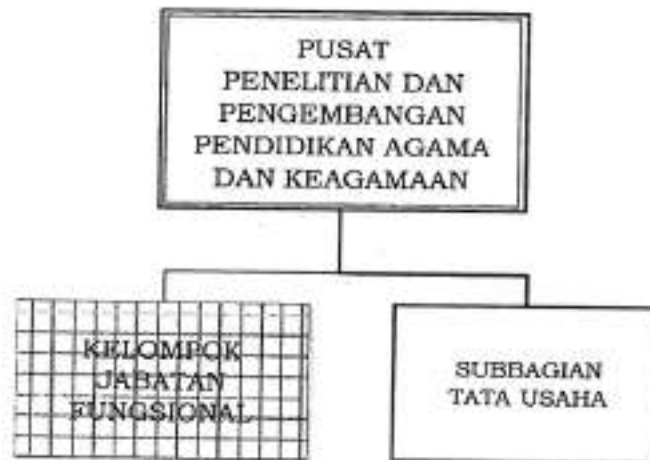 PUSAT
PENELITIAN DAN
PENGEMBANGAN
PENDIDIKAN AGAMA
DAN KEAGAMAAN
KELOMPOK
JABATAN
FUNGSIONAL
SUBBAGIAN
TATA USAHA